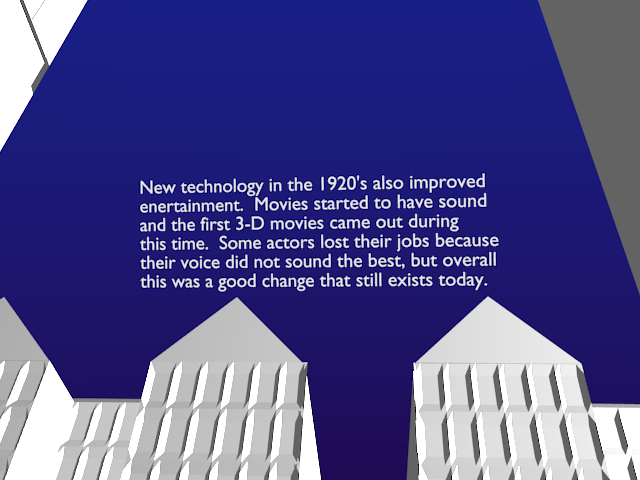 New technology in the 1920's also improved
enertainment.  Movies started to have sound
and the first 3-D movies came out during
this time.  Some actors lost their jobs because
their voice did not sound the best, but overall
this was a good change that still exists today.